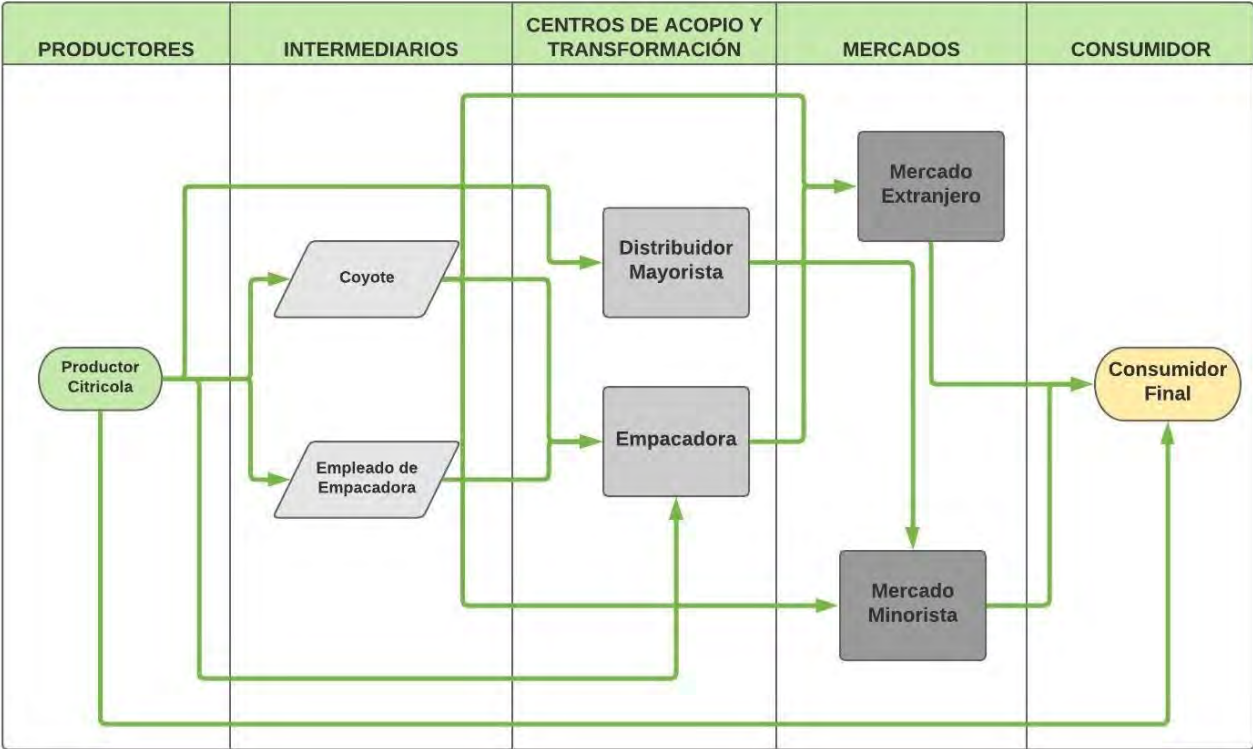 PRODUCTORES
INTERMEDIARIOS
CENTROS DE ACOPIO Y
TRANSFORMACIÓN
MERCADOS
CONSUMIDOR
Mercado
Extranjero
Distribuidor
Mayorista
Coyote
Productor
Citricola
Consumidor
Final
Empacadora
Empleado de
Empacadora
Mercado
Minorista